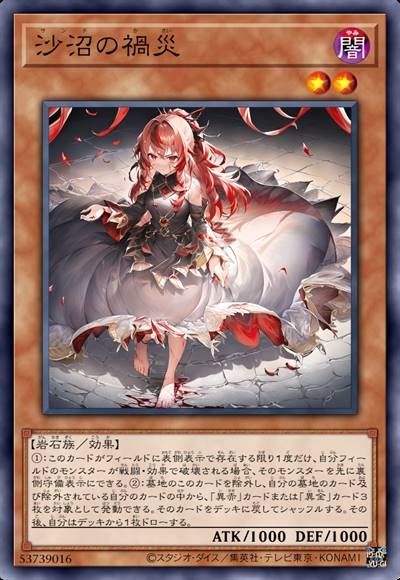 沙沼の禍災
闇
[岩石族／効果]
①：このカードがフィールドに表側表示で存在する限り1度だけ、自分フィー
ルドのモンスターが戦闘・効果で破壊される場合、そのモンスターを先に裏
側守備表示にできる。②：墓地のこのカードを除外し、自分の墓地のカード及
び除外されている自分のカードの中から、「異赤」カードまたは「異金」カード3
枚を対象として発動できる。そのカードをデッキに戻してシャッフルする。そ
の後、自分はデッキから1枚ドローする。
ATK/1000 DEF/1000
53739016
©スタジオ・ダイス／集英社・テレビ東京・KONAMI